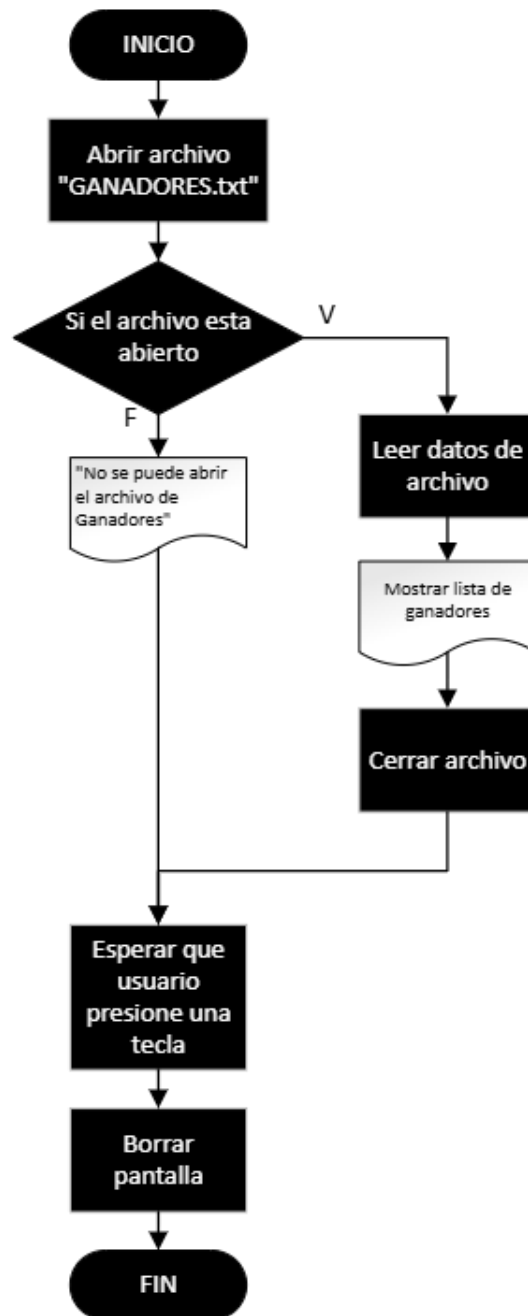 INICIO
Abrir archivo
"GANADORES.txt"
Si el archivo esta
abierto
V
F
"No se puede abrir
el archivo de
Ganadores"
Leer datos de
archivo
Mostrar lista de
ganadores
Cerrar archivo
Esperar que
usuario
presione una
tecla
Borrar
pantalla
FIN